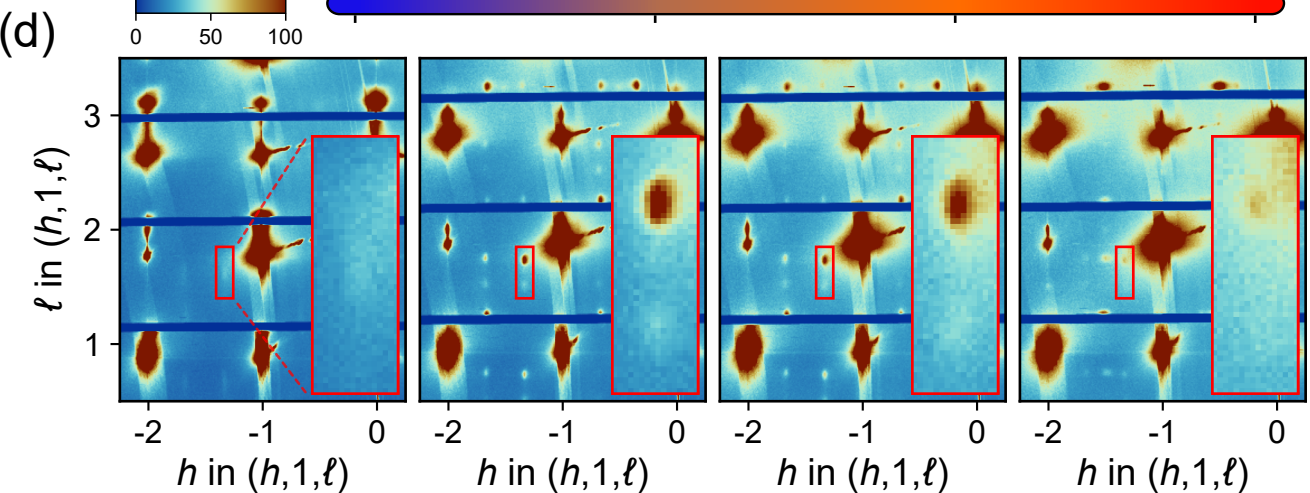 (d)
0 50 100
3
2
1
ℓ in (h,1,ℓ)
-2 -1 0 -2 -1 0 -2 -1 0 -2 -1 0
h in (h,1,ℓ) h in (h,1,ℓ) h in (h,1,ℓ) h in (h,1,ℓ)